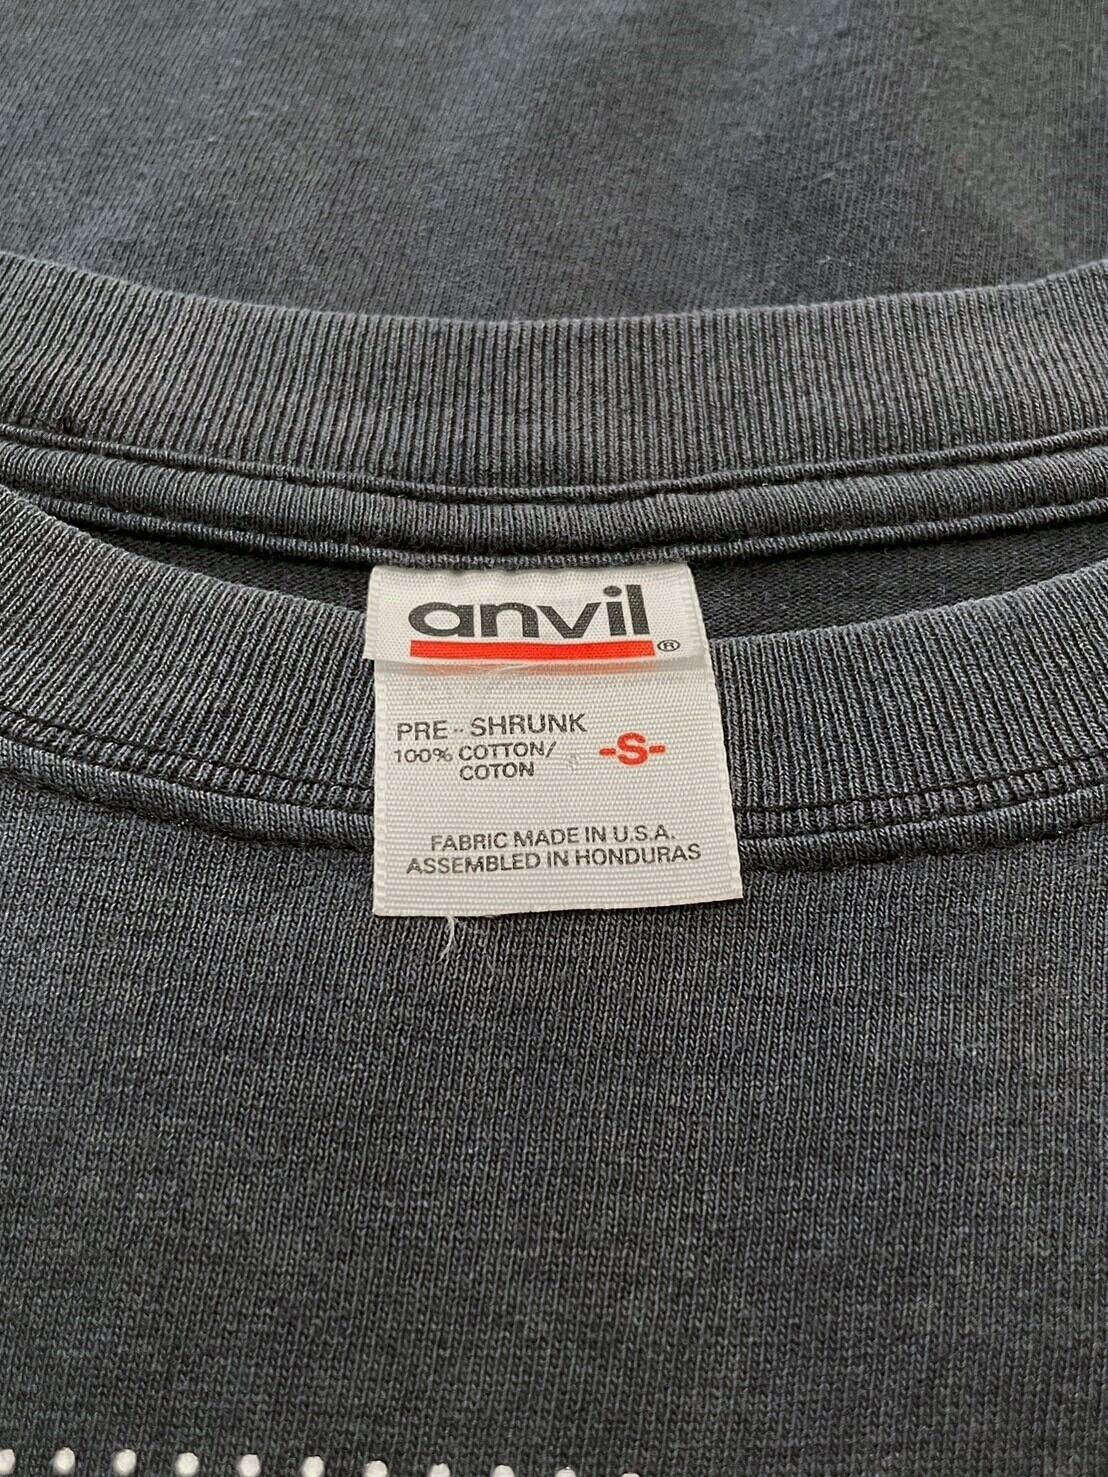 anvil®
PRE-SHRUNK
100% COTTON/
COTON
-S-
FABRIC MADE IN U.S.A.
ASSEMBLED IN HONDURAS